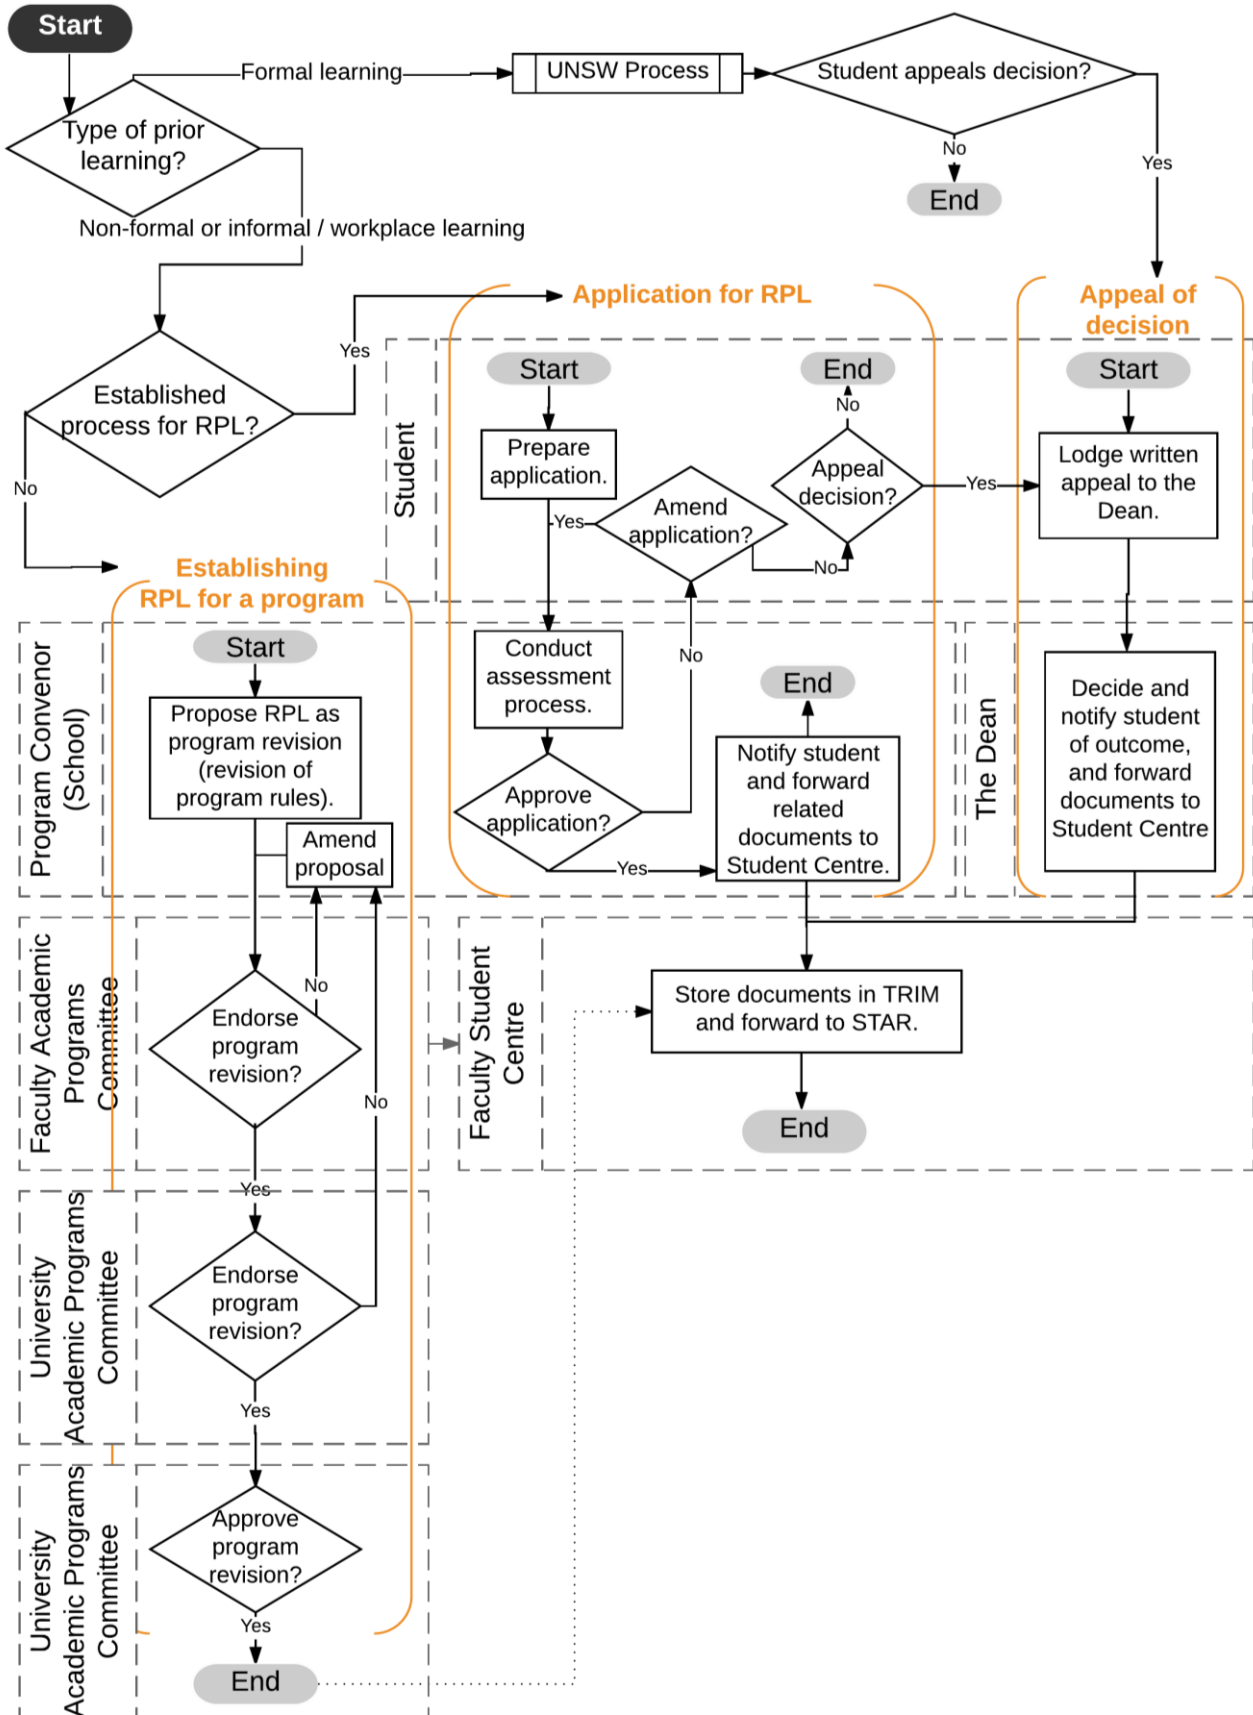 Start
Formal learning
UNSW Process
Student appeals decision?
Type of prior
learning?
No
Yes
End
Non-formal or informal / workplace learning
Application for RPL
Appeal of
decision
Yes
Established
process for RPL?
No
Student
Start
End
No
Start
Prepare
application.
Appeal
decision?
Yes
Lodge written
appeal to the
Dean.
Amend
application?
Yes
No
Establishing
RPL for a program
Program Convenor
(School)
Start
Propose RPL as
program revision
(revision of
program rules).
Amend
proposal
Conduct
assessment
process.
No
End
Approve
application?
Yes
Notify student
and forward
related
documents to
Student Centre.
The Dean
Decide and
notify student
of outcome,
and forward
documents to
Student Centre
Faculty Academic
Programs
Committee
No
Endorse
program
revision?
No
Yes
Faculty Student
Centre
Store documents in TRIM
and forward to STAR.
End
University
Academic Programs
Committee
Endorse
program
revision?
Yes
University
Academic Programs
Committee
Approve
program
revision?
Yes
End